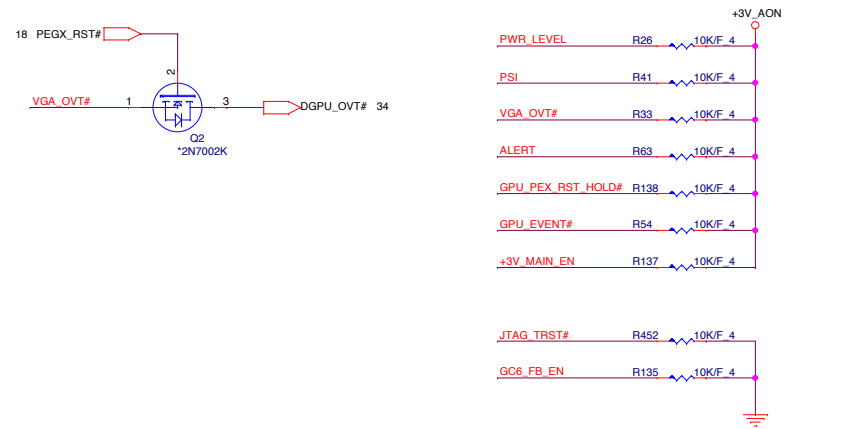 +3V_AON
18 PEGX_RST#
2
VGA_OVT# 1 3 DGPU_OVT# 34
Q2
*2N7002K
PWR_LEVEL R26 10K/F_4
PSI R41 10K/F_4
VGA_OVT# R33 10K/F_4
ALERT R63 10K/F_4
GPU_PEX_RST_HOLD# R138 10K/F_4
GPU_EVENT# R54 10K/F_4
+3V_MAIN_EN R137 10K/F_4
JTAG_TRST# R452 10K/F_4
GC6_FB_EN R135 10K/F_4